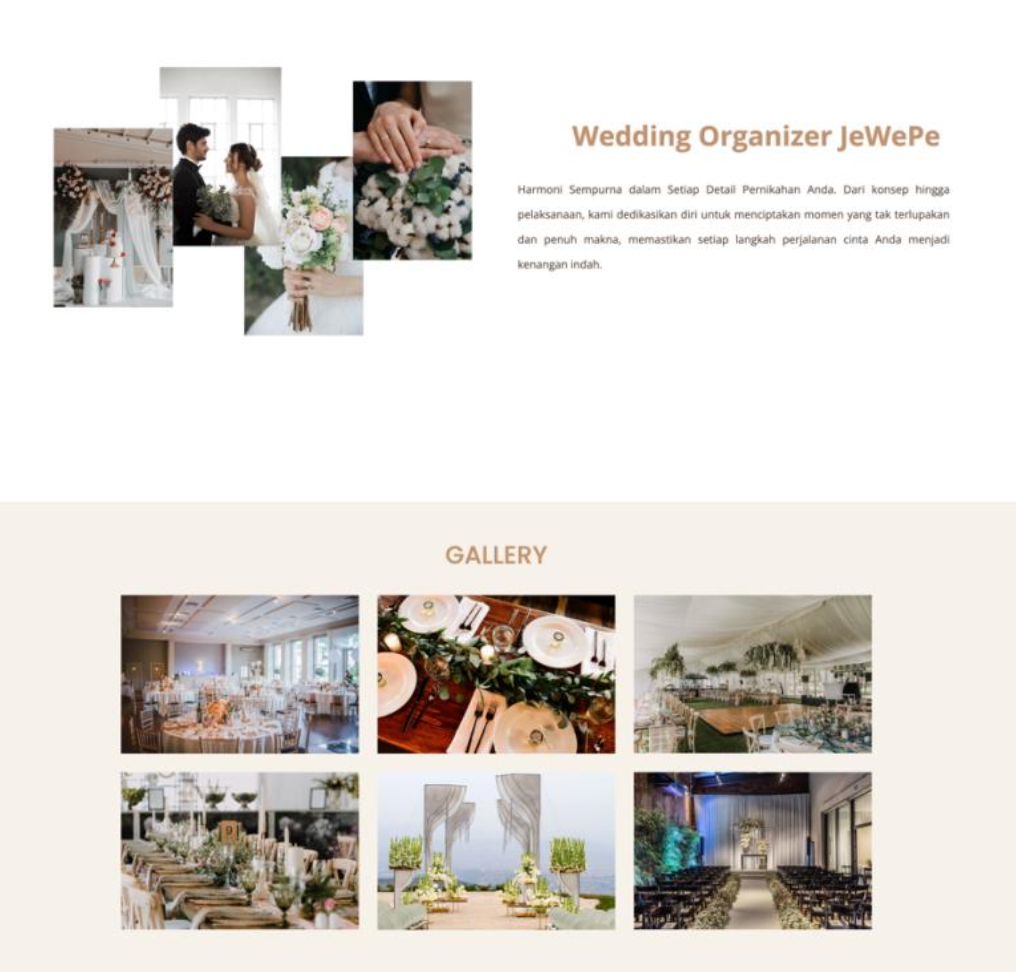 Wedding Organizer JeWePe
Harmoni Sempurna dalam Setiap Detail Pernikahan Anda. Dari konsep hingga
pelaksanaan, kami dedikasikan diri untuk menciptakan momen yang tak terlupakan
dan penuh makna, memastikan setiap langkah perjalanan cinta Anda menjadi
kenangan indah.
GALLERY
9